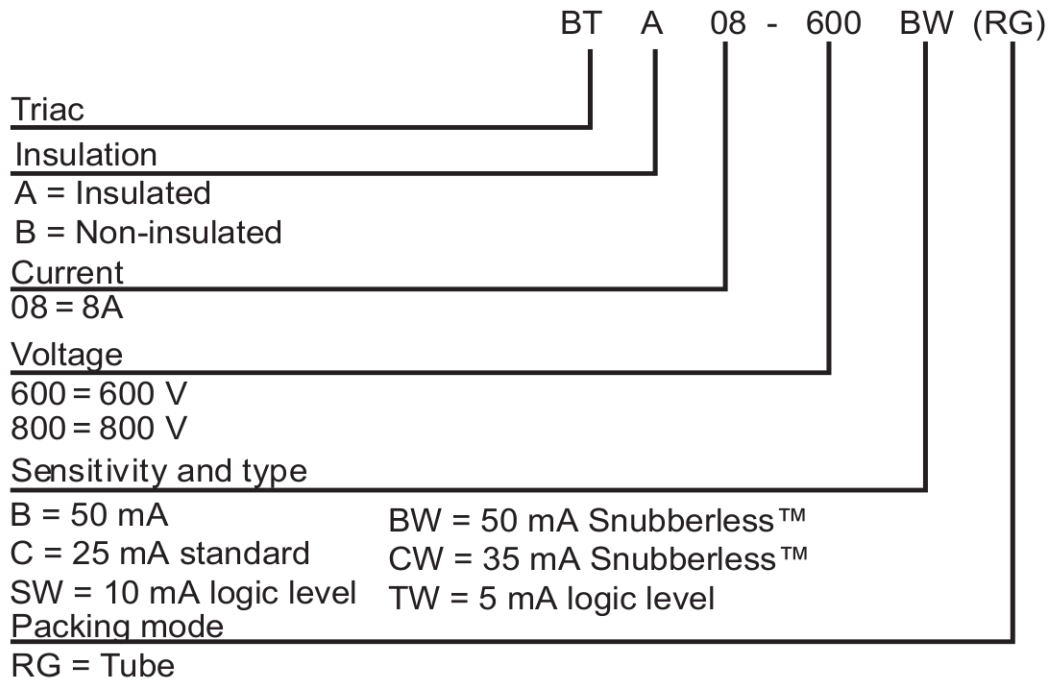 BT A 08 - 600 BW (RG)
Triac
Insulation
A = Insulated
B = Non-insulated
Current
08 = 8A
Voltage
600 = 600 V
800 = 800 V
Sensitivity and type
B = 50 mA BW = 50 mA Snubberless™
C = 25 mA standard CW = 35 mA Snubberless™
SW = 10 mA logic level TW = 5 mA logic level
Packing mode
RG = Tube